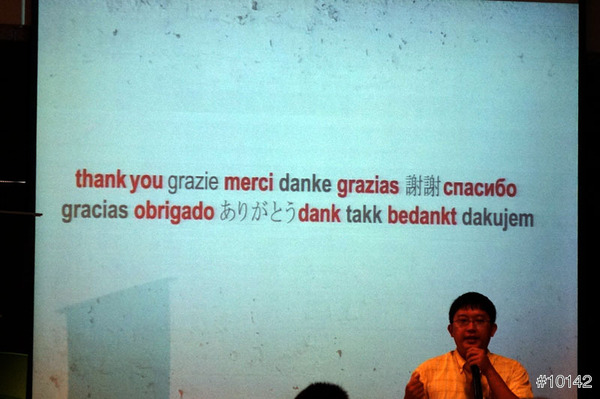 thank you grazie merci danke grazias 謝謝 спасибо
gracias obrigado ありがとう dank takk bedankt dakujem
#10142